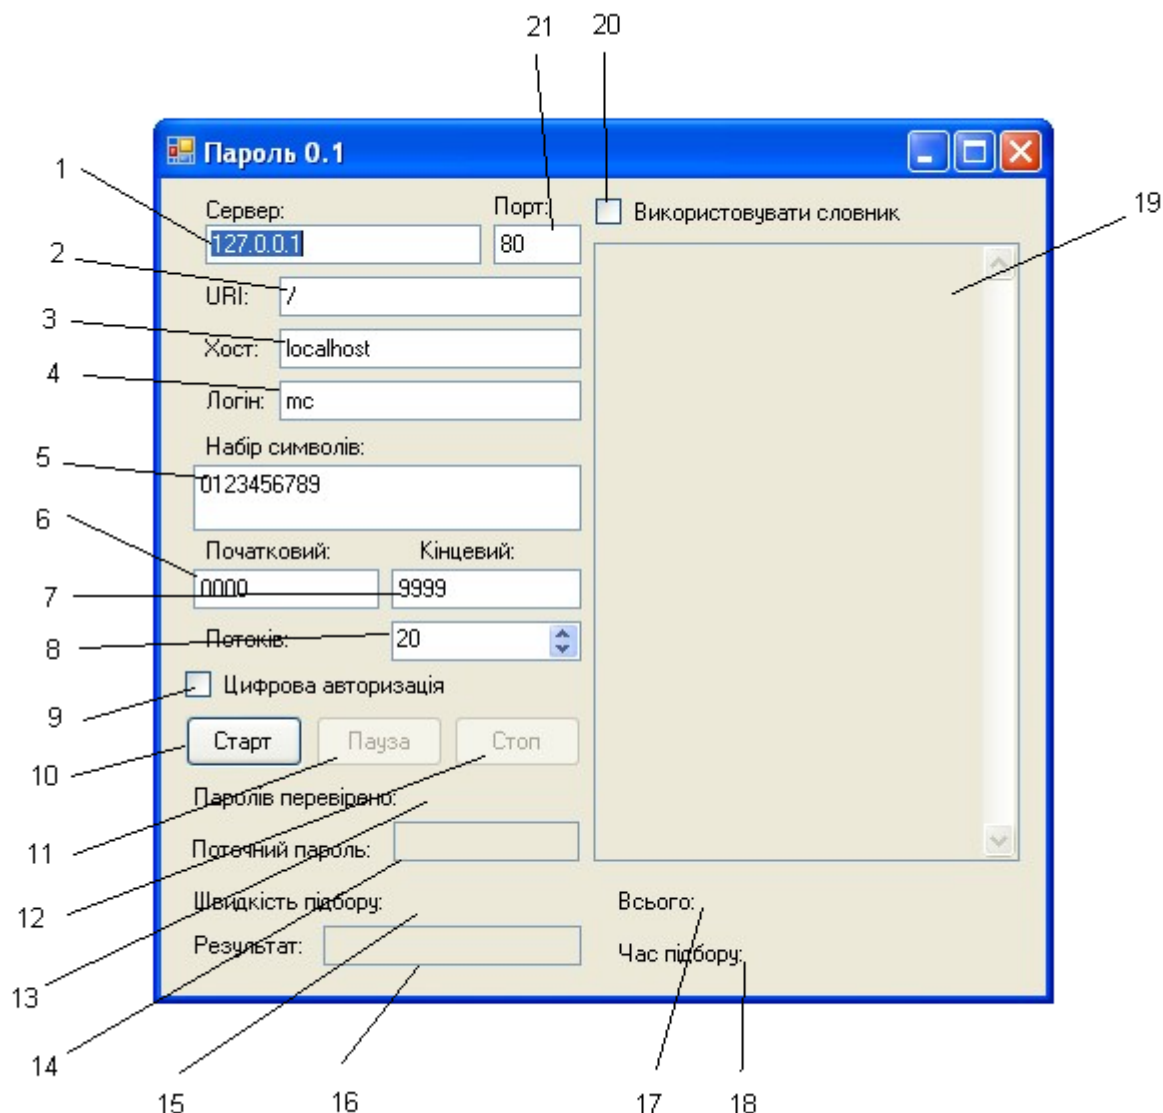 21 20
Пароль 0.1
1
Сервер: Порт:
Використовувати словник
19
127.0.0.1 80
2
URI: /
3
Хост: localhost
4
Логін: mc
Набір символів:
5
0123456789
6
Початковий: Кінцевий:
7
0000 9999
8
Потоків: 20
9
Цифрова авторизація
10
Старт Пауза Стоп
Паролів перевірено:
11
Поточний пароль:
12
Швидкість підбору: Всього:
Результат: Час підбору:
13
14
15 16 17 18